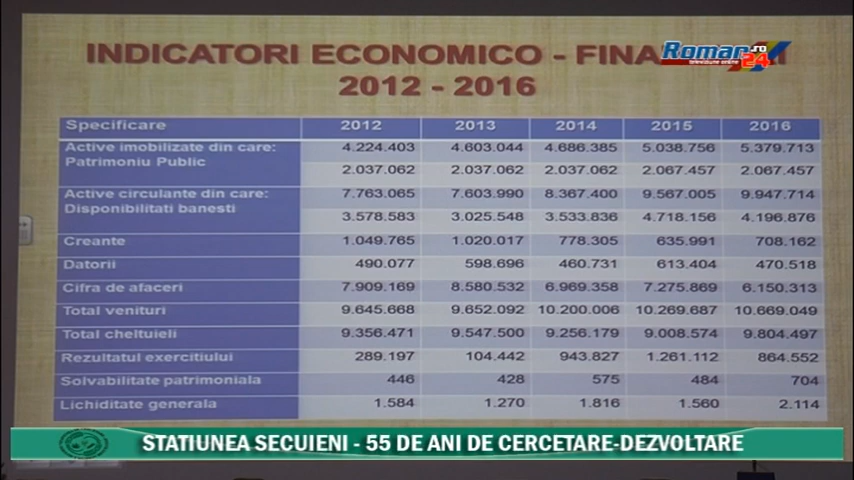 Roman .ro
televiziune online 24
INDICATORI ECONOMICO - FINA
2012 - 2016
Specificare 2012 2013 2014 2015 2016
Active imobilizate din care: 4.224.403 4.603.044 4.686.385 5.038.756 5.379.713
Patrimoniu Public 2.037.062 2.037.062 2.037.062 2.067.457 2.067.457
Active circulante din care: 7.763.065 7.603.990 8.367.400 9.567.005 9.947.714
Disponibilitati banesti 3.578.583 3.025.548 3.533.836 4.718.156 4.196.876
Creante 1.049.765 1.020.017 778.305 635.991 708.162
Datorii 490.077 598.696 460.731 613.404 470.518
Cifra de afaceri 7.909.169 8.580.532 6.969.358 7.275.869 6.150.313
Total venituri 9.645.668 9.652.092 10.200.006 10.269.687 10.669.049
Total cheltuieli 9.356.471 9.547.500 9.256.179 9.008.574 9.804.497
Rezultatul exercitiului 289.197 104.442 943.827 1.261.112 864.552
Solvabilitate patrimoniala 446 428 575 484 704
Lichiditate generala 1.584 1.270 1.816 1.560 2.114
STATIUNEA SECUIENI - 55 DE ANI DE CERCETARE-DEZVOLTARE